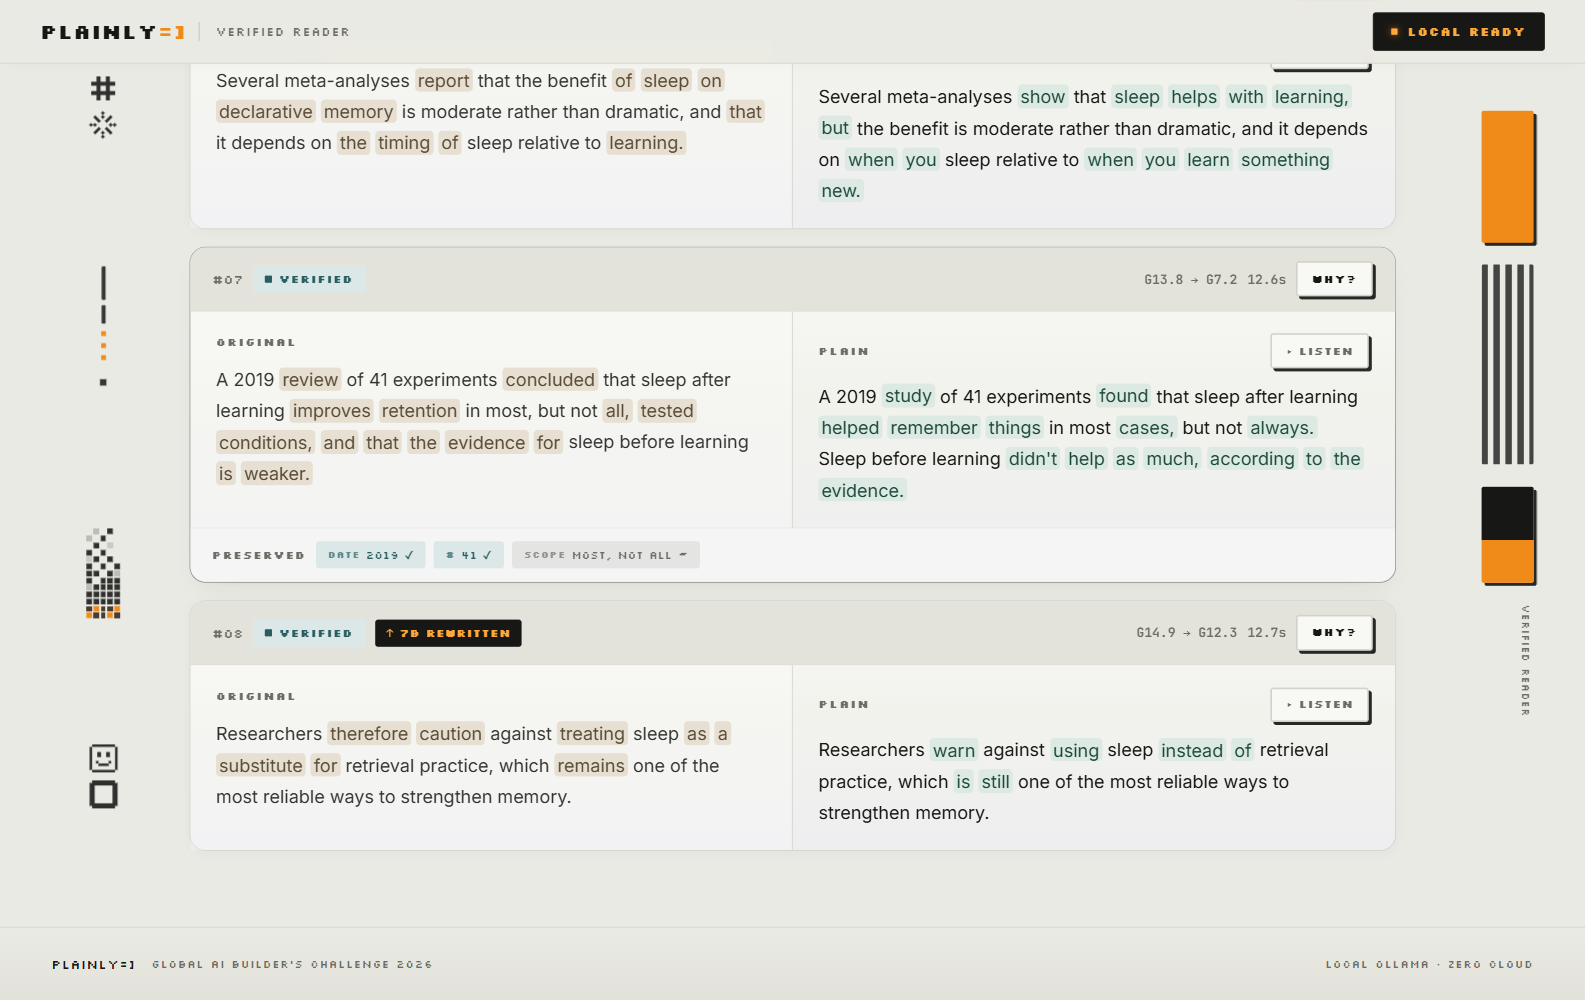 PLAINLY=] VERIFIED READER LOCAL READY
Several meta-analyses report that the benefit of sleep on
declarative memory is moderate rather than dramatic, and that
it depends on the timing of sleep relative to learning.
Several meta-analyses show that sleep helps with learning,
but the benefit is moderate rather than dramatic, and it depends
on when you sleep relative to when you learn something
new.
#07 VERIFIED G13.8 → G7.2 12.6s WHY?
ORIGINAL
A 2019 review of 41 experiments concluded that sleep after
learning improves retention in most, but not all, tested
conditions, and that the evidence for sleep before learning
is weaker.
PLAIN ▸ LISTEN
A 2019 study of 41 experiments found that sleep after learning
helped remember things in most cases, but not always.
Sleep before learning didn't help as much, according to the
evidence.
PRESERVED DATE 2019 ✓ # 41 ✓ SCOPE MOST, NOT ALL ~
#08 VERIFIED ↑ 7B REWRITTEN G14.9 → G12.3 12.7s WHY?
ORIGINAL
Researchers therefore caution against treating sleep as a
substitute for retrieval practice, which remains one of the
most reliable ways to strengthen memory.
PLAIN ▸ LISTEN
Researchers warn against using sleep instead of retrieval
practice, which is still one of the most reliable ways to
strengthen memory.
VERIFIED READER
PLAINLY=] GLOBAL AI BUILDER'S CHALLENGE 2026 LOCAL OLLAMA · ZERO CLOUD